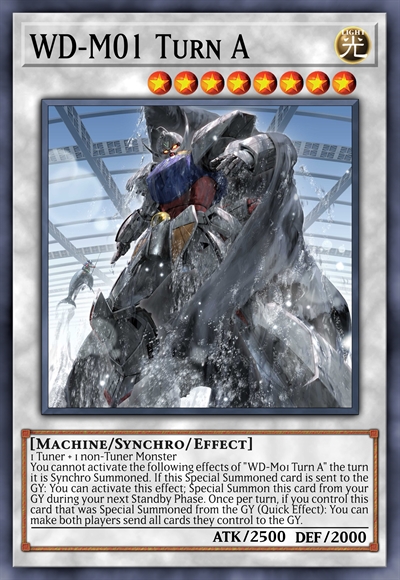 WD-M01 Turn A
LIGHT
光
[Machine/Synchro/Effect]
1 Tuner + 1 non-Tuner Monster
You cannot activate the following effects of "WD-M01 Turn A" the turn
it is Synchro Summoned. If this Special Summoned card is sent to the
GY: You can activate this effect; Special Summon this card from your
GY during your next Standby Phase. Once per turn, if you control this
card that was Special Summoned from the GY (Quick Effect): You can
make both players send all cards they control to the GY.
ATK/2500 DEF/2000